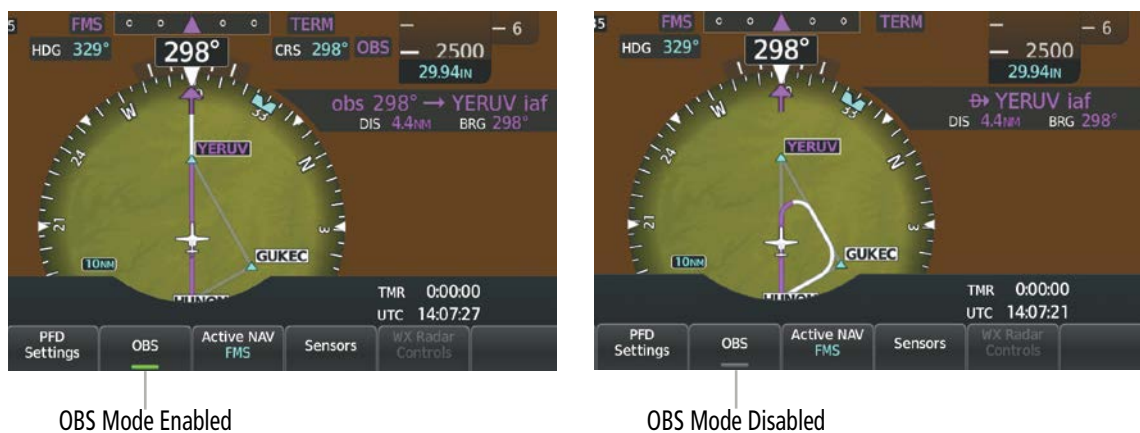 5 FMS TERM 6
HDG 329° 298° CRS 298° OBS 2500
29.94IN
obs 298° → YERUV iaf
DIS 4.4NM BRG 298°
33
W
N
24
21
3
YERUV
GUKEC
10NM
TMR 0:00:00
UTC 14:07:27
PFD Settings
OBS
Active NAV FMS
Sensors
WX Radar Controls
OBS Mode Enabled
35 FMS TERM 6
HDG 329° 298° 2500
29.94IN
YERUV iaf
DIS 4.4NM BRG 298°
33
W
N
24
21
3
YERUV
GUKEC
10NM
TMR 0:00:00
UTC 14:07:21
PFD Settings
OBS
Active NAV FMS
Sensors
WX Radar Controls
OBS Mode Disabled